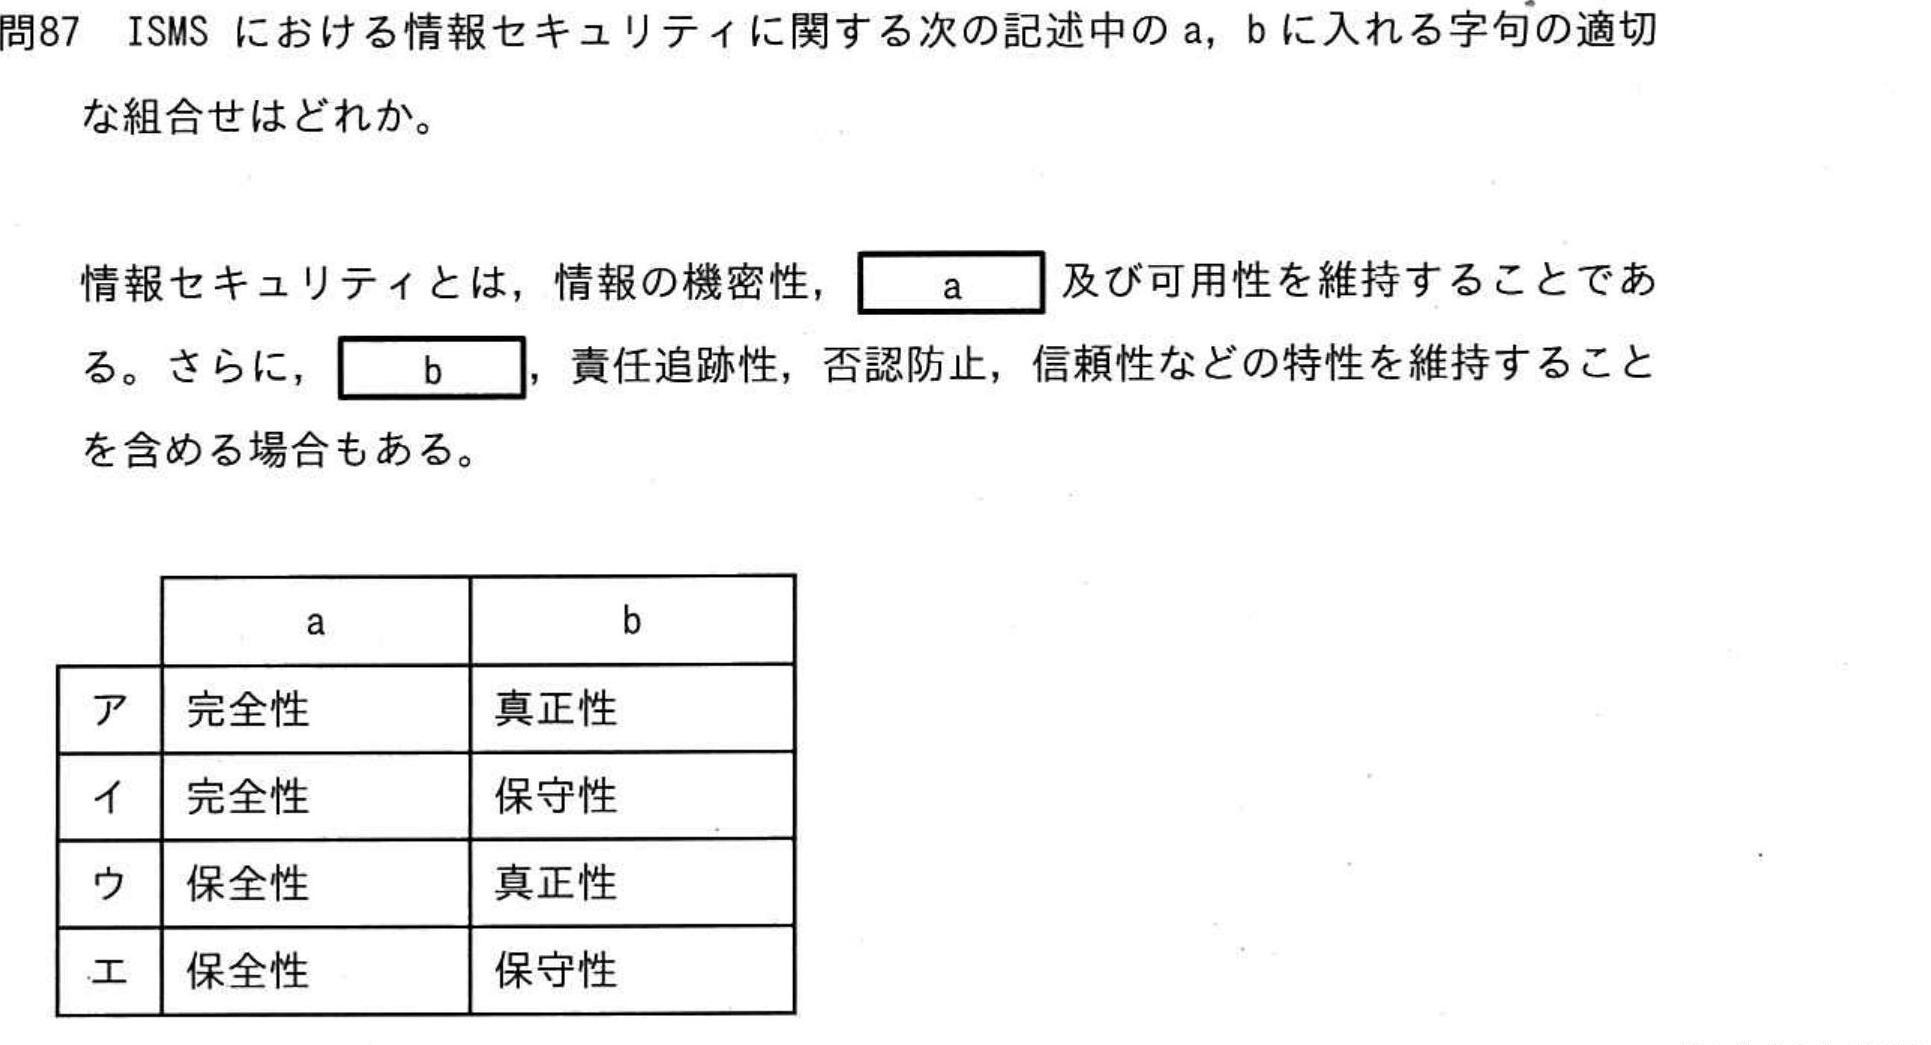 問87 ISMS における情報セキュリティに関する次の記述中の a，b に入れる字句の適切
な組合せはどれか。
情報セキュリティとは，情報の機密性， a 及び可用性を維持することであ
る。さらに， b ，責任追跡性，否認防止，信頼性などの特性を維持すること
を含める場合もある。
a b
ア 完全性 真正性
イ 完全性 保守性
ウ 保全性 真正性
エ 保全性 保守性